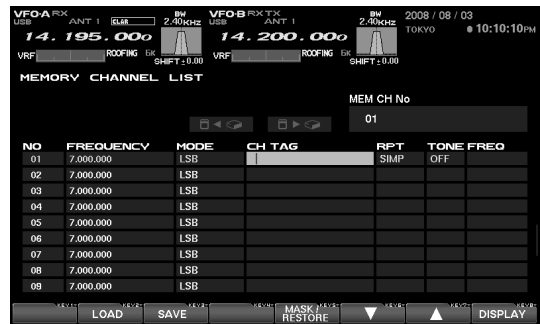 VFO-A RX
USB ANT 1 CLAR
BW
2.40KHZ
VFO-B RX TX
USB ANT 1
BW
2.40KHZ
2008 / 08 / 03
TOKYO 10:10:10PM
14.195.000
14.200.000
VRF ROOFING 6K SHIFT±0.00
VRF ROOFING 6K SHIFT±0.00
MEMORY CHANNEL LIST
MEM CH No
01
NO FREQUENCY MODE CH TAG RPT TONE FREQ
01 7.000.000 LSB SIMP OFF
02 7.000.000 LSB
03 7.000.000 LSB
04 7.000.000 LSB
05 7.000.000 LSB
06 7.000.000 LSB
07 7.000.000 LSB
08 7.000.000 LSB
09 7.000.000 LSB
LOAD SAVE MASK / RESTORE ▼ ▲ DISPLAY